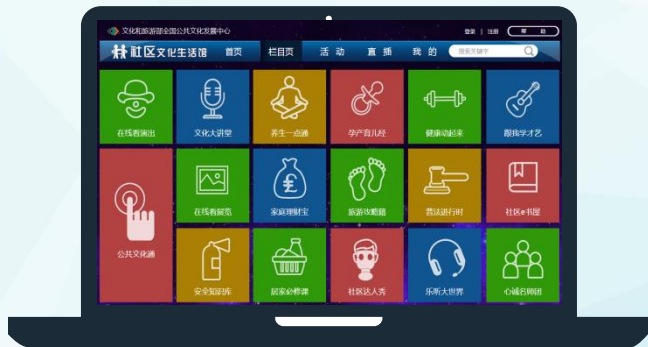 文化和旅游部全国公共文化发展中心
登录 | 注册 帮 助
社区文化生活馆 首页 栏目页 活 动 直 播 我 的 搜索关键字
在线看演出 文化大讲堂 养生一点通 孕产育儿经 健康动起来 跟我学才艺
公共文化通
在线看展览 家庭理财宝 旅游攻略籍 普法进行时 社区e书屋
安全知识库 居家必修课 社区达人秀 乐听大世界 心诚名师团